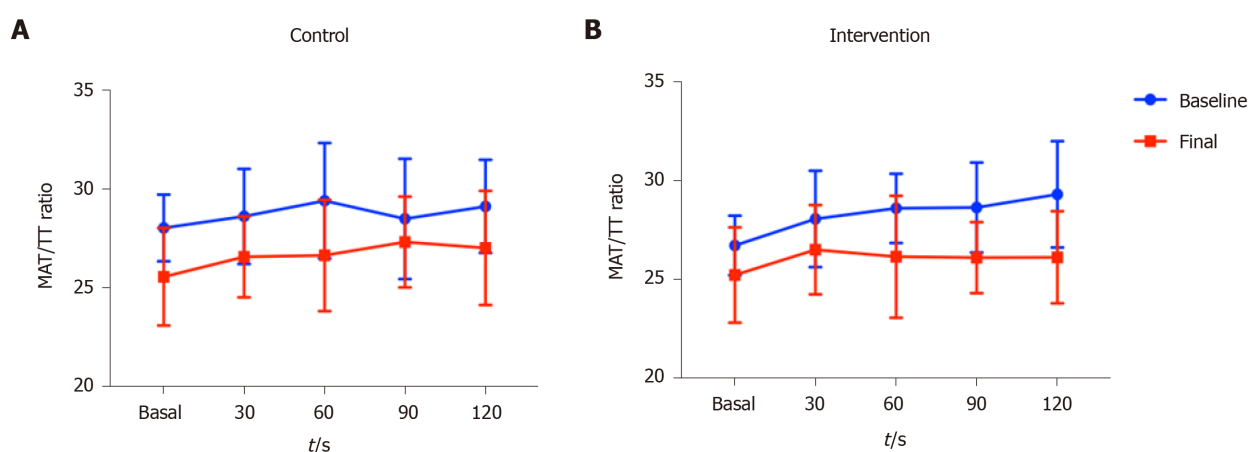 A
Control
MAT/TT ratio
35
30
25
20
Basal 30 60 90 120
t/s
B
Intervention
MAT/TT ratio
35
30
25
20
Basal 30 60 90 120
t/s
Baseline
Final